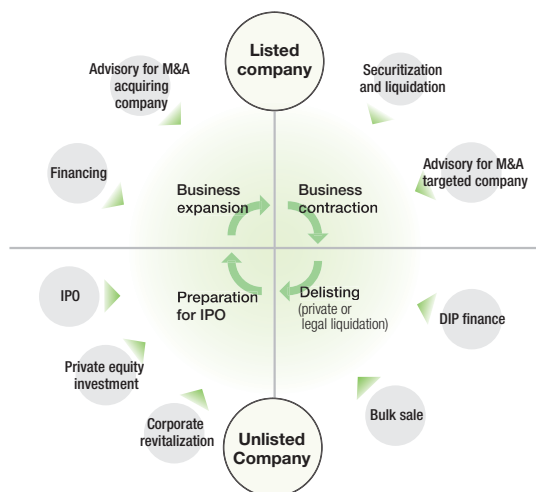 Listed
company
Advisory for M&A
acquiring
company
Securitization
and liquidation
Financing
Advisory for M&A
targeted company
Business
expansion
Business
contraction
Preparation
for IPO
Delisting
(private or
legal liquidation)
IPO
DIP finance
Private equity
investment
Corporate
revitalization
Bulk sale
Unlisted
Company